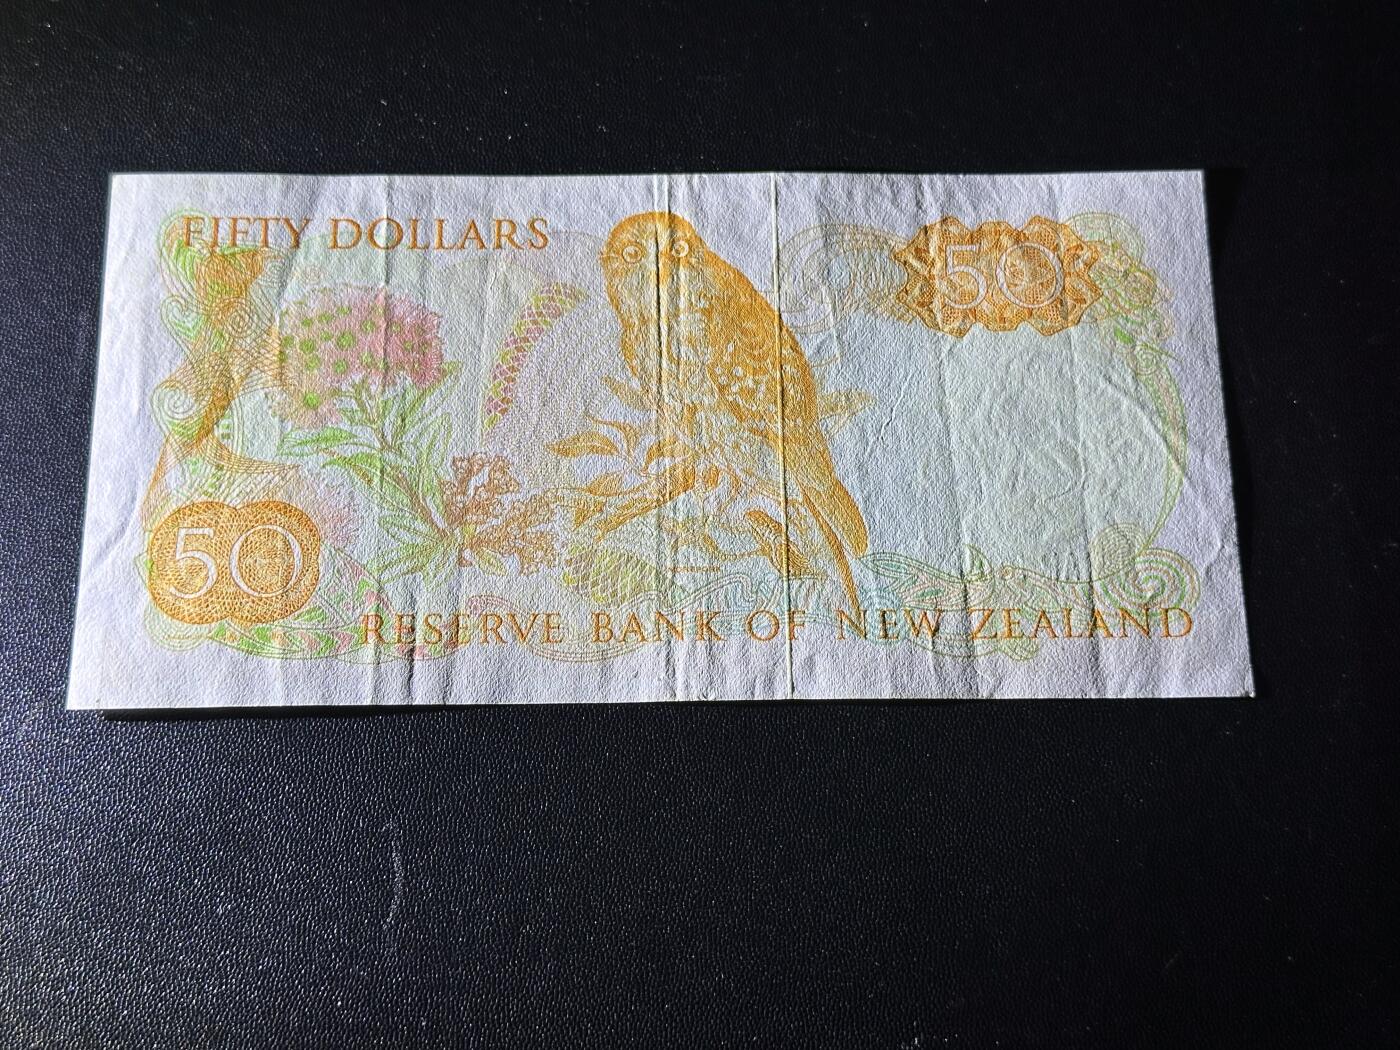 FIFTY DOLLARS
50
50
RESERVE BANK OF NEW ZEALAND